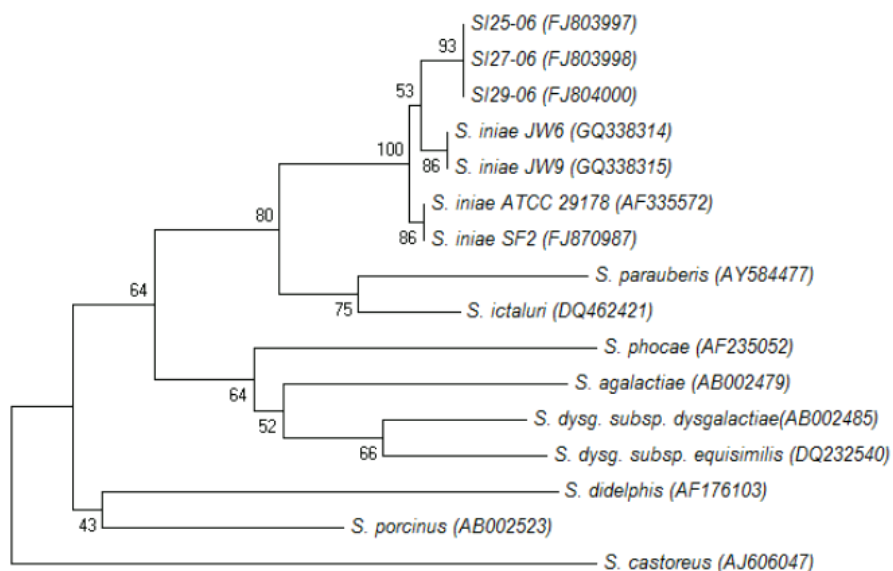 SI25-06 (FJ803997)
93
SI27-06 (FJ803998)
53
SI29-06 (FJ804000)
S. iniae JW6 (GQ338314)
100
86
S. iniae JW9 (GQ338315)
S. iniae ATCC 29178 (AF335572)
80
86
S. iniae SF2 (FJ870987)
S. parauberis (AY584477)
64
75
S. ictaluri (DQ462421)
S. phocae (AF235052)
64
S. agalactiae (AB002479)
52
S. dysg. subsp. dysgalactiae(AB002485)
66
S. dysg. subsp. equisimilis (DQ232540)
S. didelphis (AF176103)
43
S. porcinus (AB002523)
S. castoreus (AJ606047)